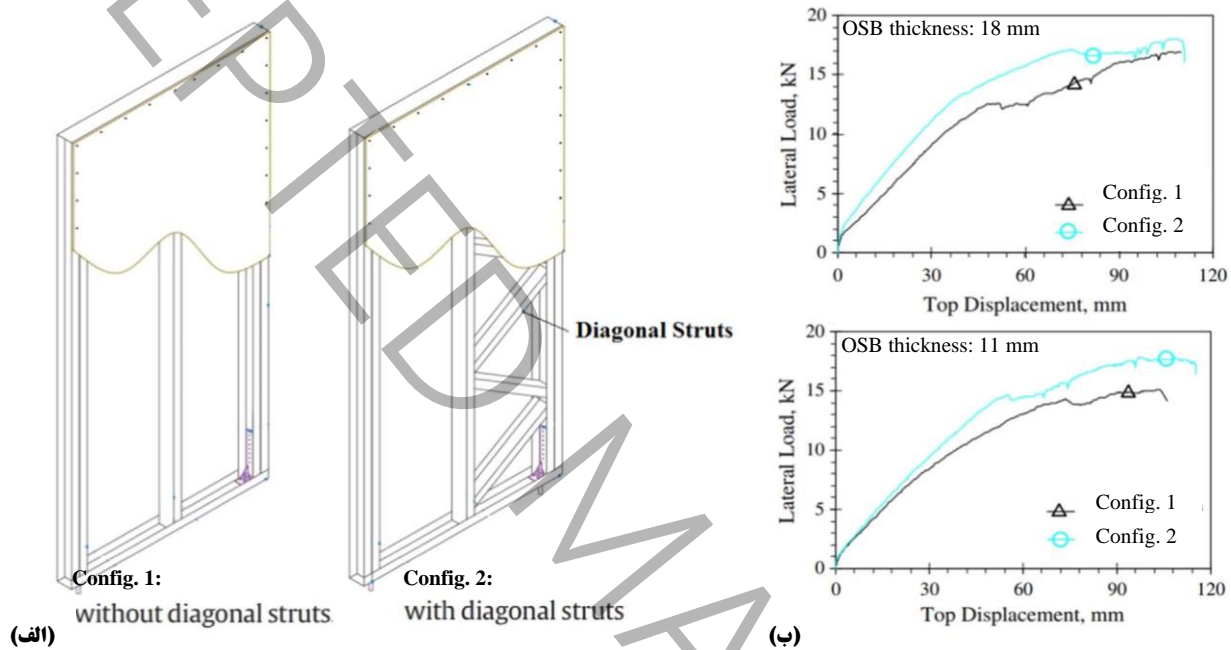 Diagonal Struts
Config. 1:
without diagonal struts
Config. 2:
with diagonal struts
(الف)
OSB thickness: 18 mm
20
15
10
5
0
Lateral Load, kN
Config. 1
Config. 2
0 30 60 90 120
Top Displacement, mm
OSB thickness: 11 mm
20
15
10
5
0
Lateral Load, kN
Config. 1
Config. 2
0 30 60 90 120
Top Displacement, mm
(ب)